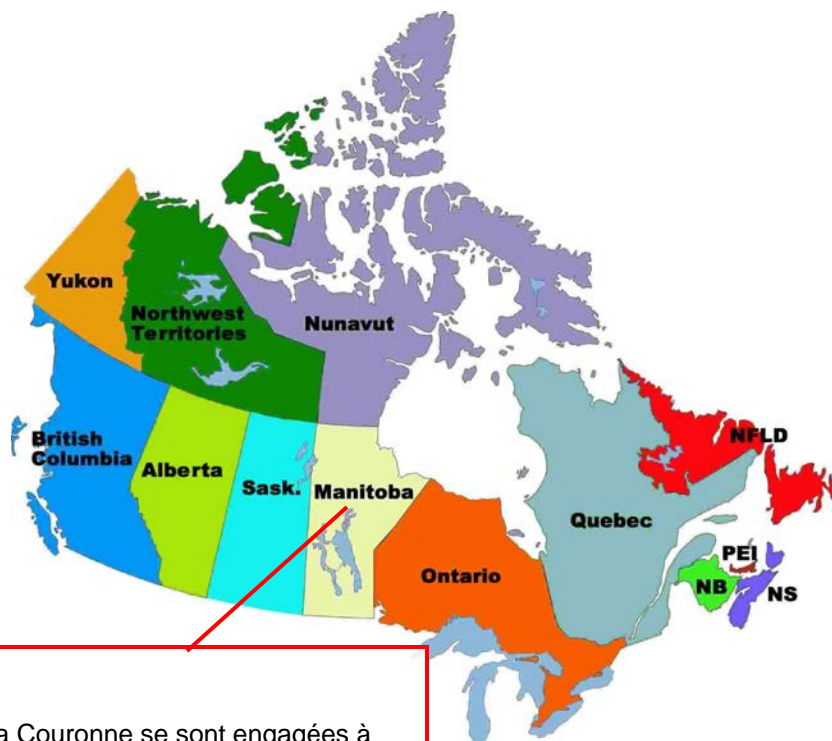 Yukon
Northwest
Territories
Nunavut
British
Columbia
Alberta
Sask.
Manitoba
Ontario
Quebec
NFLD
PEI
NB
NS
a Couronne se sont engagées à